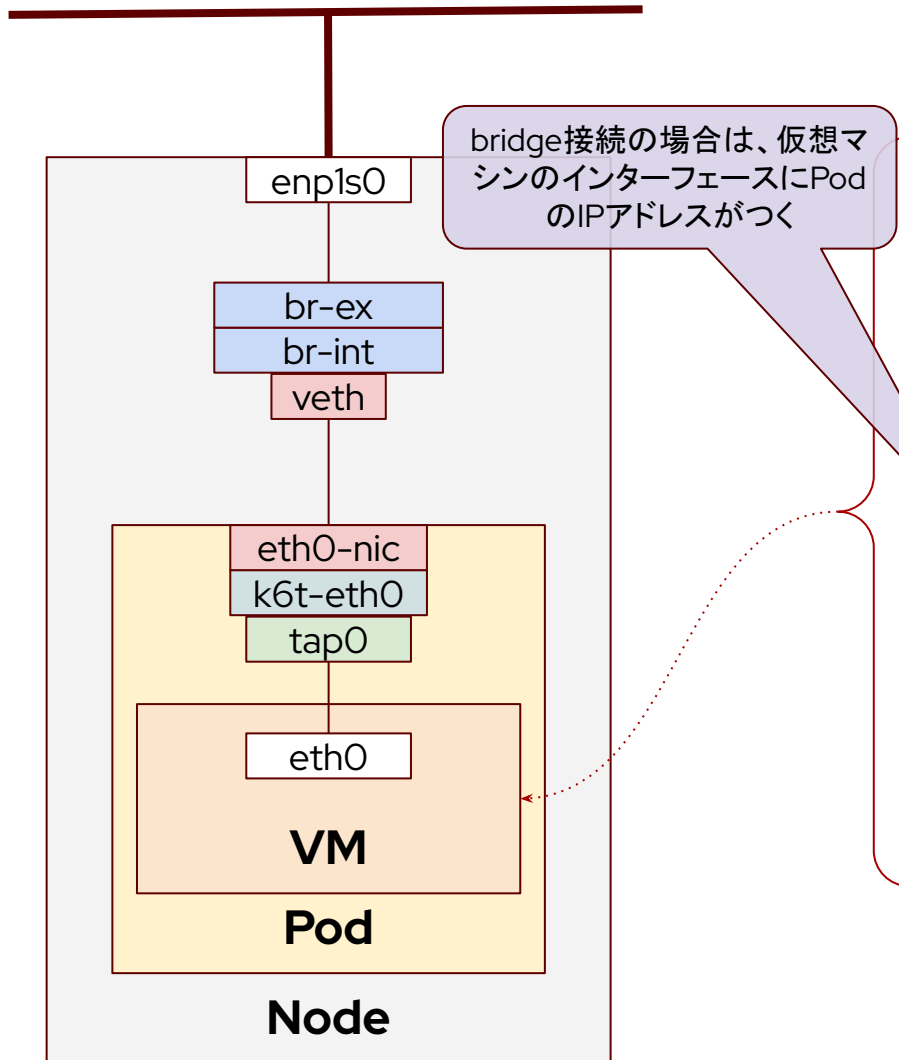 bridge接続の場合は、仮想マ
シンのインターフェースにPod
のIPアドレスがつく
enp1s0
br-ex
br-int
veth
eth0-nic
k6t-eth0
tap0
eth0
VM
Pod
Node